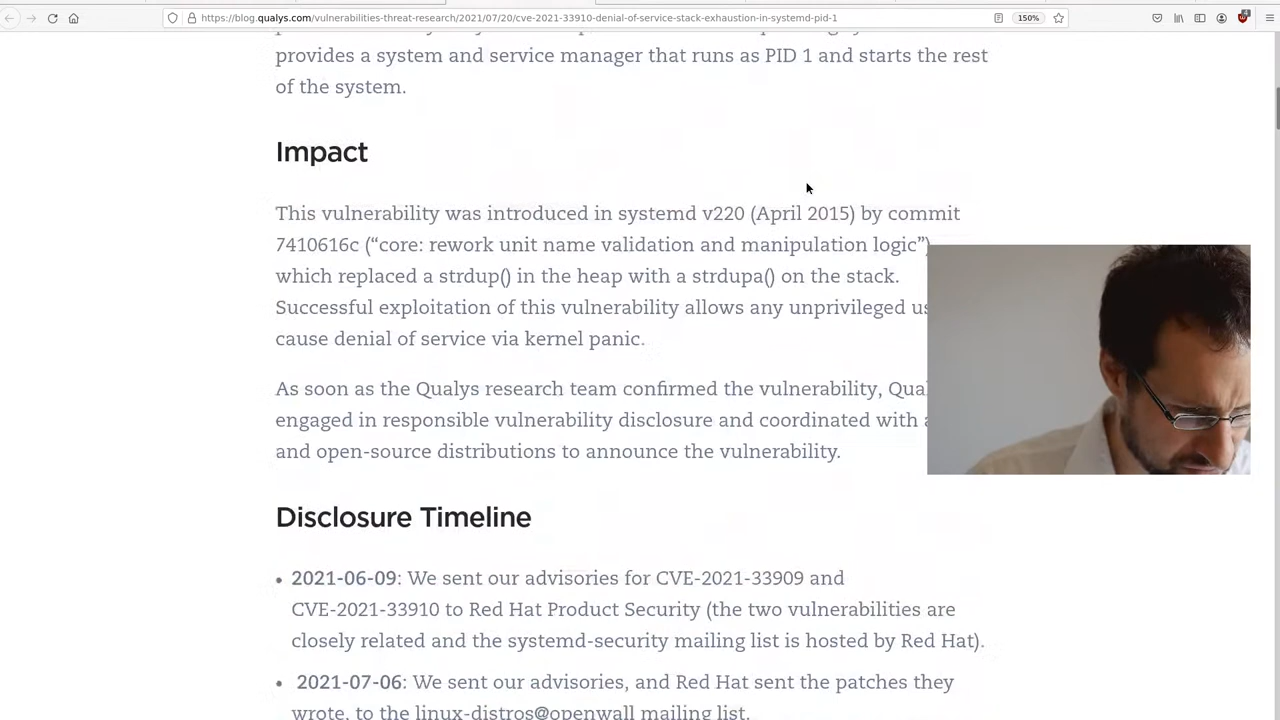 https://blog.qualys.com/vulnerabilities-threat-research/2021/07/20/cve-2021-33910-denial-of-service-stack-exhaustion-in-systemd-pid-1
150%
provides a system and service manager that runs as PID 1 and starts the rest
of the system.
Impact
This vulnerability was introduced in systemd v220 (April 2015) by commit
7410616c (“core: rework unit name validation and manipulation logic”)
which replaced a strdup() in the heap with a strdupa() on the stack.
Successful exploitation of this vulnerability allows any unprivileged
cause denial of service via kernel panic.
As soon as the Qualys research team confirmed the vulnerability,
engaged in responsible vulnerability disclosure and coordinated with
and open-source distributions to announce the vulnerability.
Disclosure Timeline
• 2021-06-09: We sent our advisories for CVE-2021-33909 and
CVE-2021-33910 to Red Hat Product Security (the two vulnerabilities are
closely related and the systemd-security mailing list is hosted by Red Hat).
• 2021-07-06: We sent our advisories, and Red Hat sent the patches they
wrote, to the linux-distros@openwall mailing list.